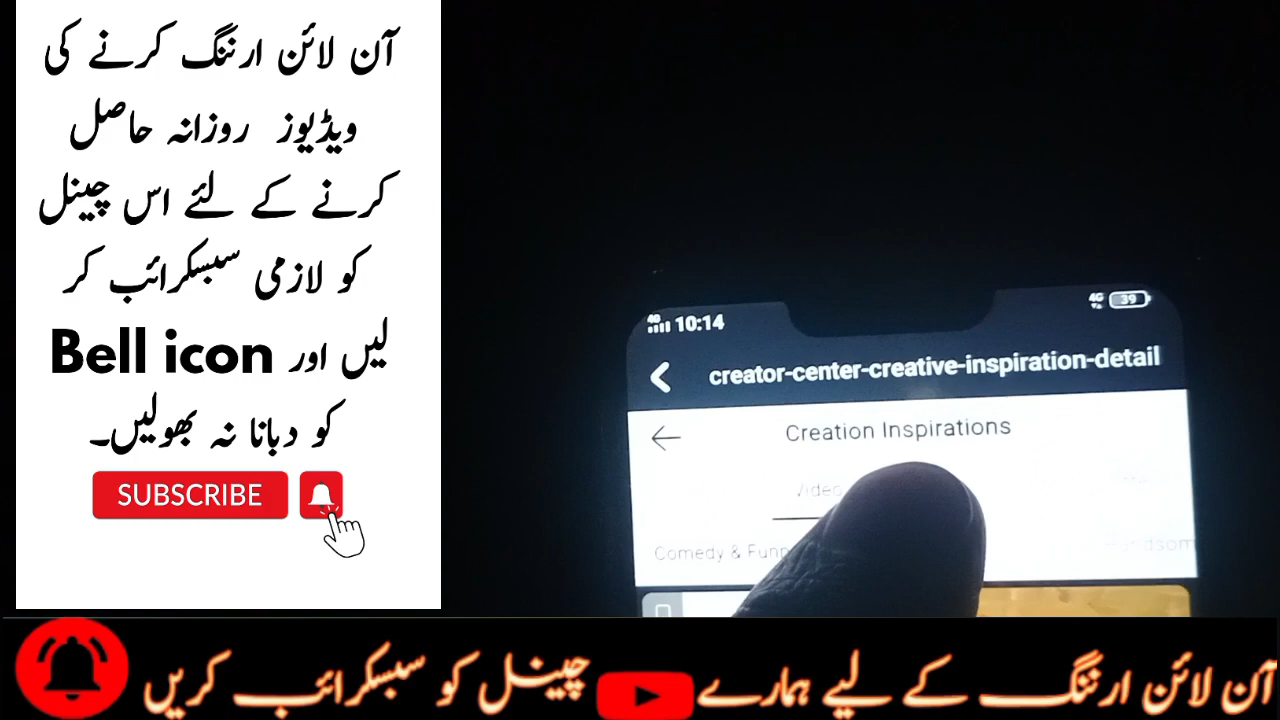 آن لائن ارننگ کرنے کی
ویڈیوز روزانہ حاصل
کرنے کے لئے اس چینل
کو لازمی سبسکرائب کر
لیں اور Bell icon
کو دبانا نہ بھولیں۔
SUBSCRIBE
10:14
4G 39
creator-center-creative-inspiration-detail
Creation Inspirations
Video
Comedy & Funn
آن لائن ارننگ کے لیے ہمارے چینل کو سبسکرائب کریں